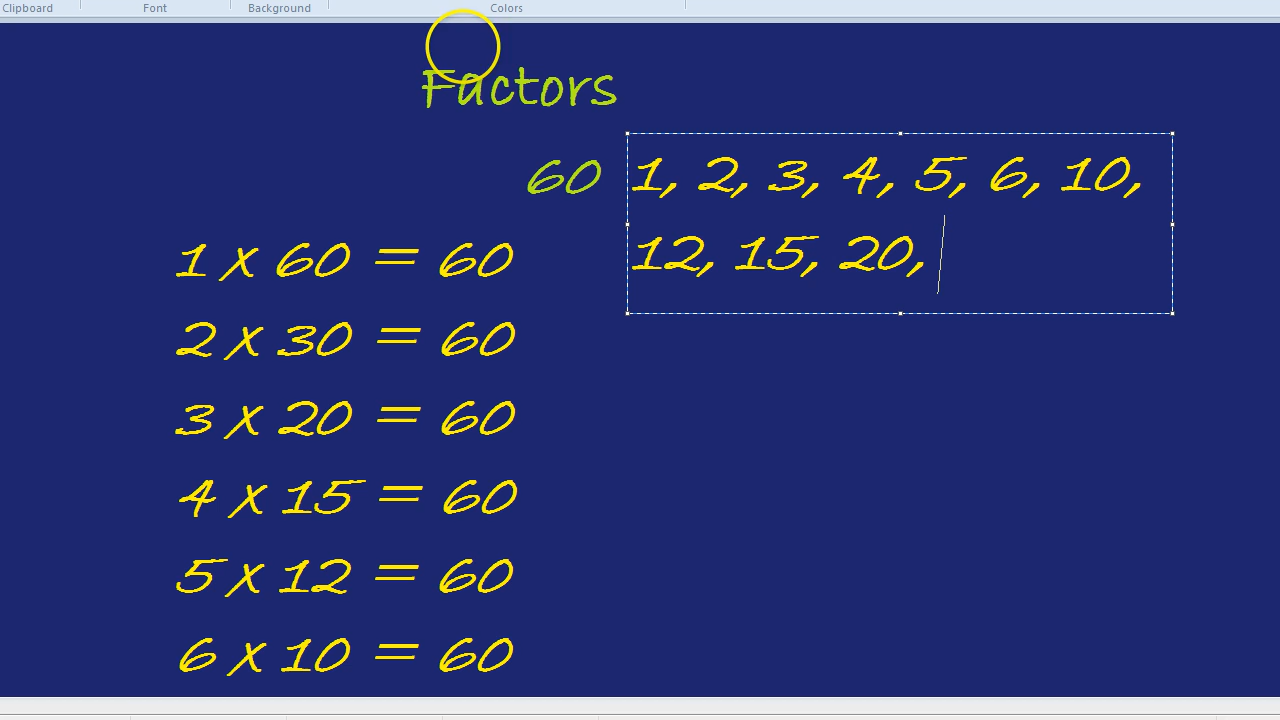 Clipboard Font Background Colors
Factors
60 1, 2, 3, 4, 5, 6, 10,
12, 15, 20,
1 x 60 = 60
2 x 30 = 60
3 x 20 = 60
4 x 15 = 60
5 x 12 = 60
6 x 10 = 60